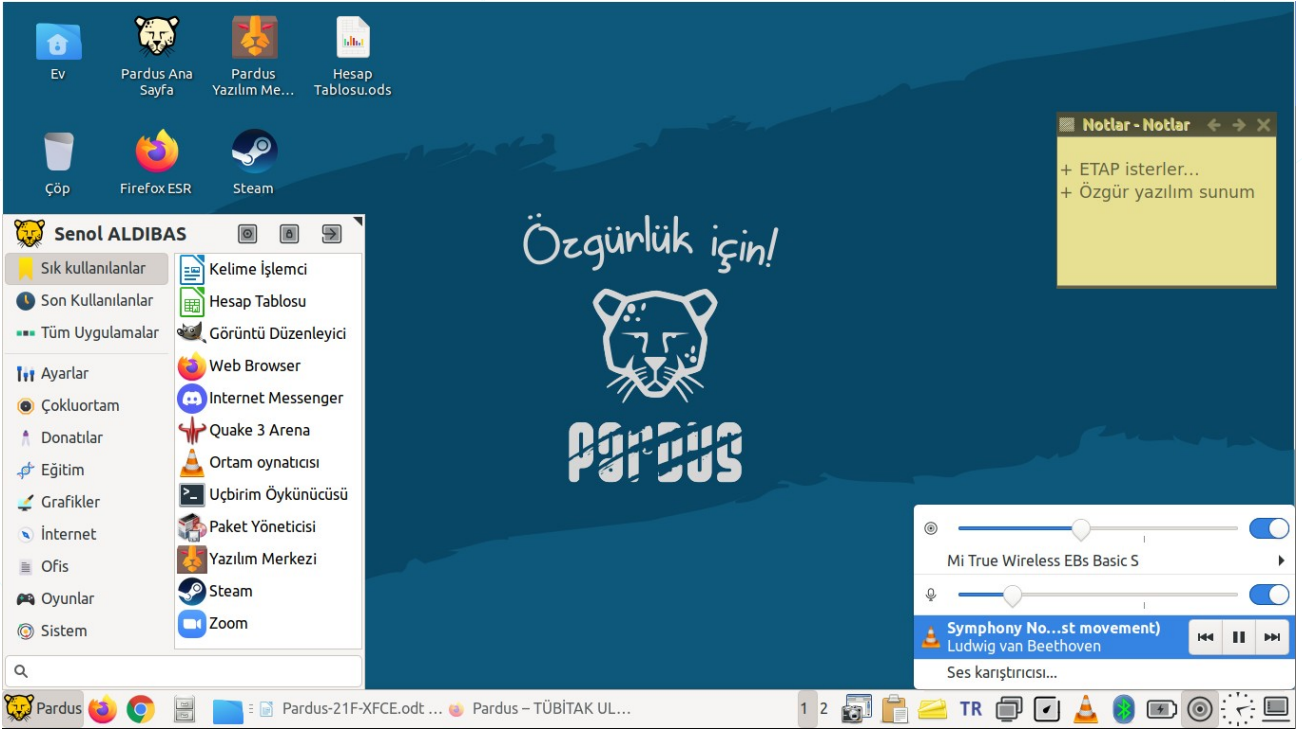 Ev
Pardus Ana
Sayfa
Pardus
Yazılım Me...
Hesap
Tablosu.ods
Çöp
Firefox ESR
Steam
Notlar - Notlar
+ ETAP isterler...
+ Özgür yazılım sunum
Özgürlük için!
PARDUS
Senol ALDIBAS
Sık kullanılanlar
Son Kullanılanlar
Tüm Uygulamalar
Ayarlar
Çokluortam
Donatılar
Eğitim
Grafikler
İnternet
Ofis
Oyunlar
Sistem
Kelime İşlemci
Hesap Tablosu
Görüntü Düzenleyici
Web Browser
Internet Messenger
Quake 3 Arena
Ortam oynatıcısı
Uçbirim Öykünücüsü
Paket Yöneticisi
Yazılım Merkezi
Steam
Zoom
Mi True Wireless EBs Basic S
Symphony No...st movement)
Ludwig van Beethoven
Ses karıştırıcısı...
Pardus
Pardus-21F-XFCE.odt ...
Pardus – TÜBİTAK UL...
1 2
TR